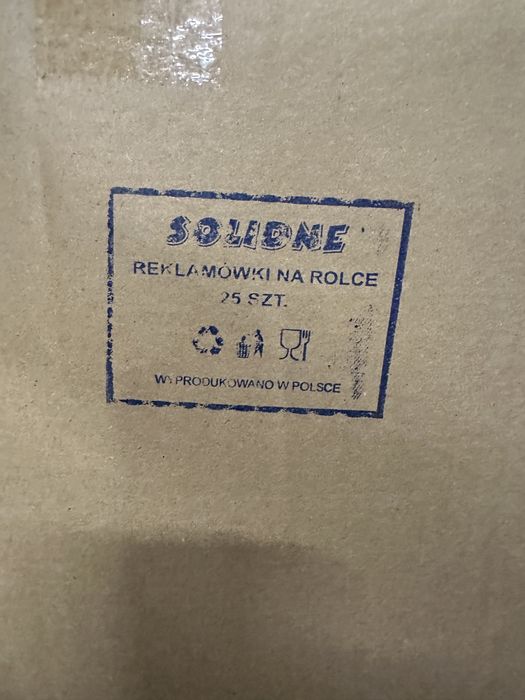 SOLIDNE
REKLAMÓWKI NA ROLCE
25 SZT.
WYPRODUKOWANO W POLSCE